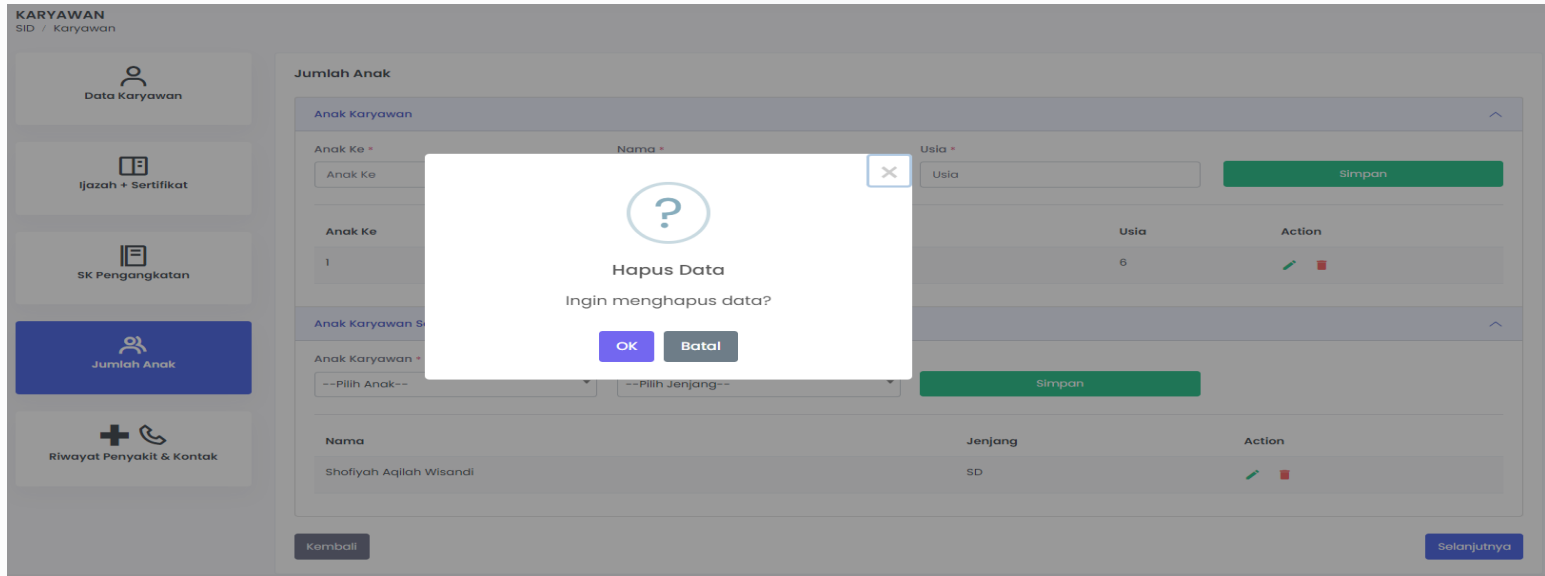 KARYAWAN
SID / Karyawan
Data Karyawan
Ijazah + Sertifikat
SK Pengangkatan
Jumlah Anak
Riwayat Penyakit & Kontak
Jumlah Anak
Anak Karyawan
Anak Ke * Nama * Usia *
Anak Ke Usia Simpan
Anak Ke Usia Action
1 6
?
Hapus Data
Ingin menghapus data?
OK Batal
Anak Karyawan
Anak Karyawan *
--Pilih Anak-- --Pilih Jenjang-- Simpan
Nama Jenjang Action
Shofiyah Aqilah Wisandi SD
Kembali Selanjutnya